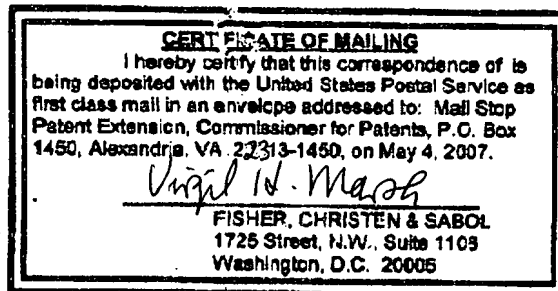 CERTIFICATE OF MAILING
I hereby certify that this correspondence of is
being deposited with the United States Postal Service as
first class mail in an envelope addressed to: Mail Stop
Patent Extension, Commissioner for Patents, P.O. Box
1450, Alexandria, VA 22313-1450, on May 4, 2007.
Virgil H. Marsh
FISHER, CHRISTEN & SABOL
1725 Street, N.W., Suite 1108
Washington, D.C. 20005